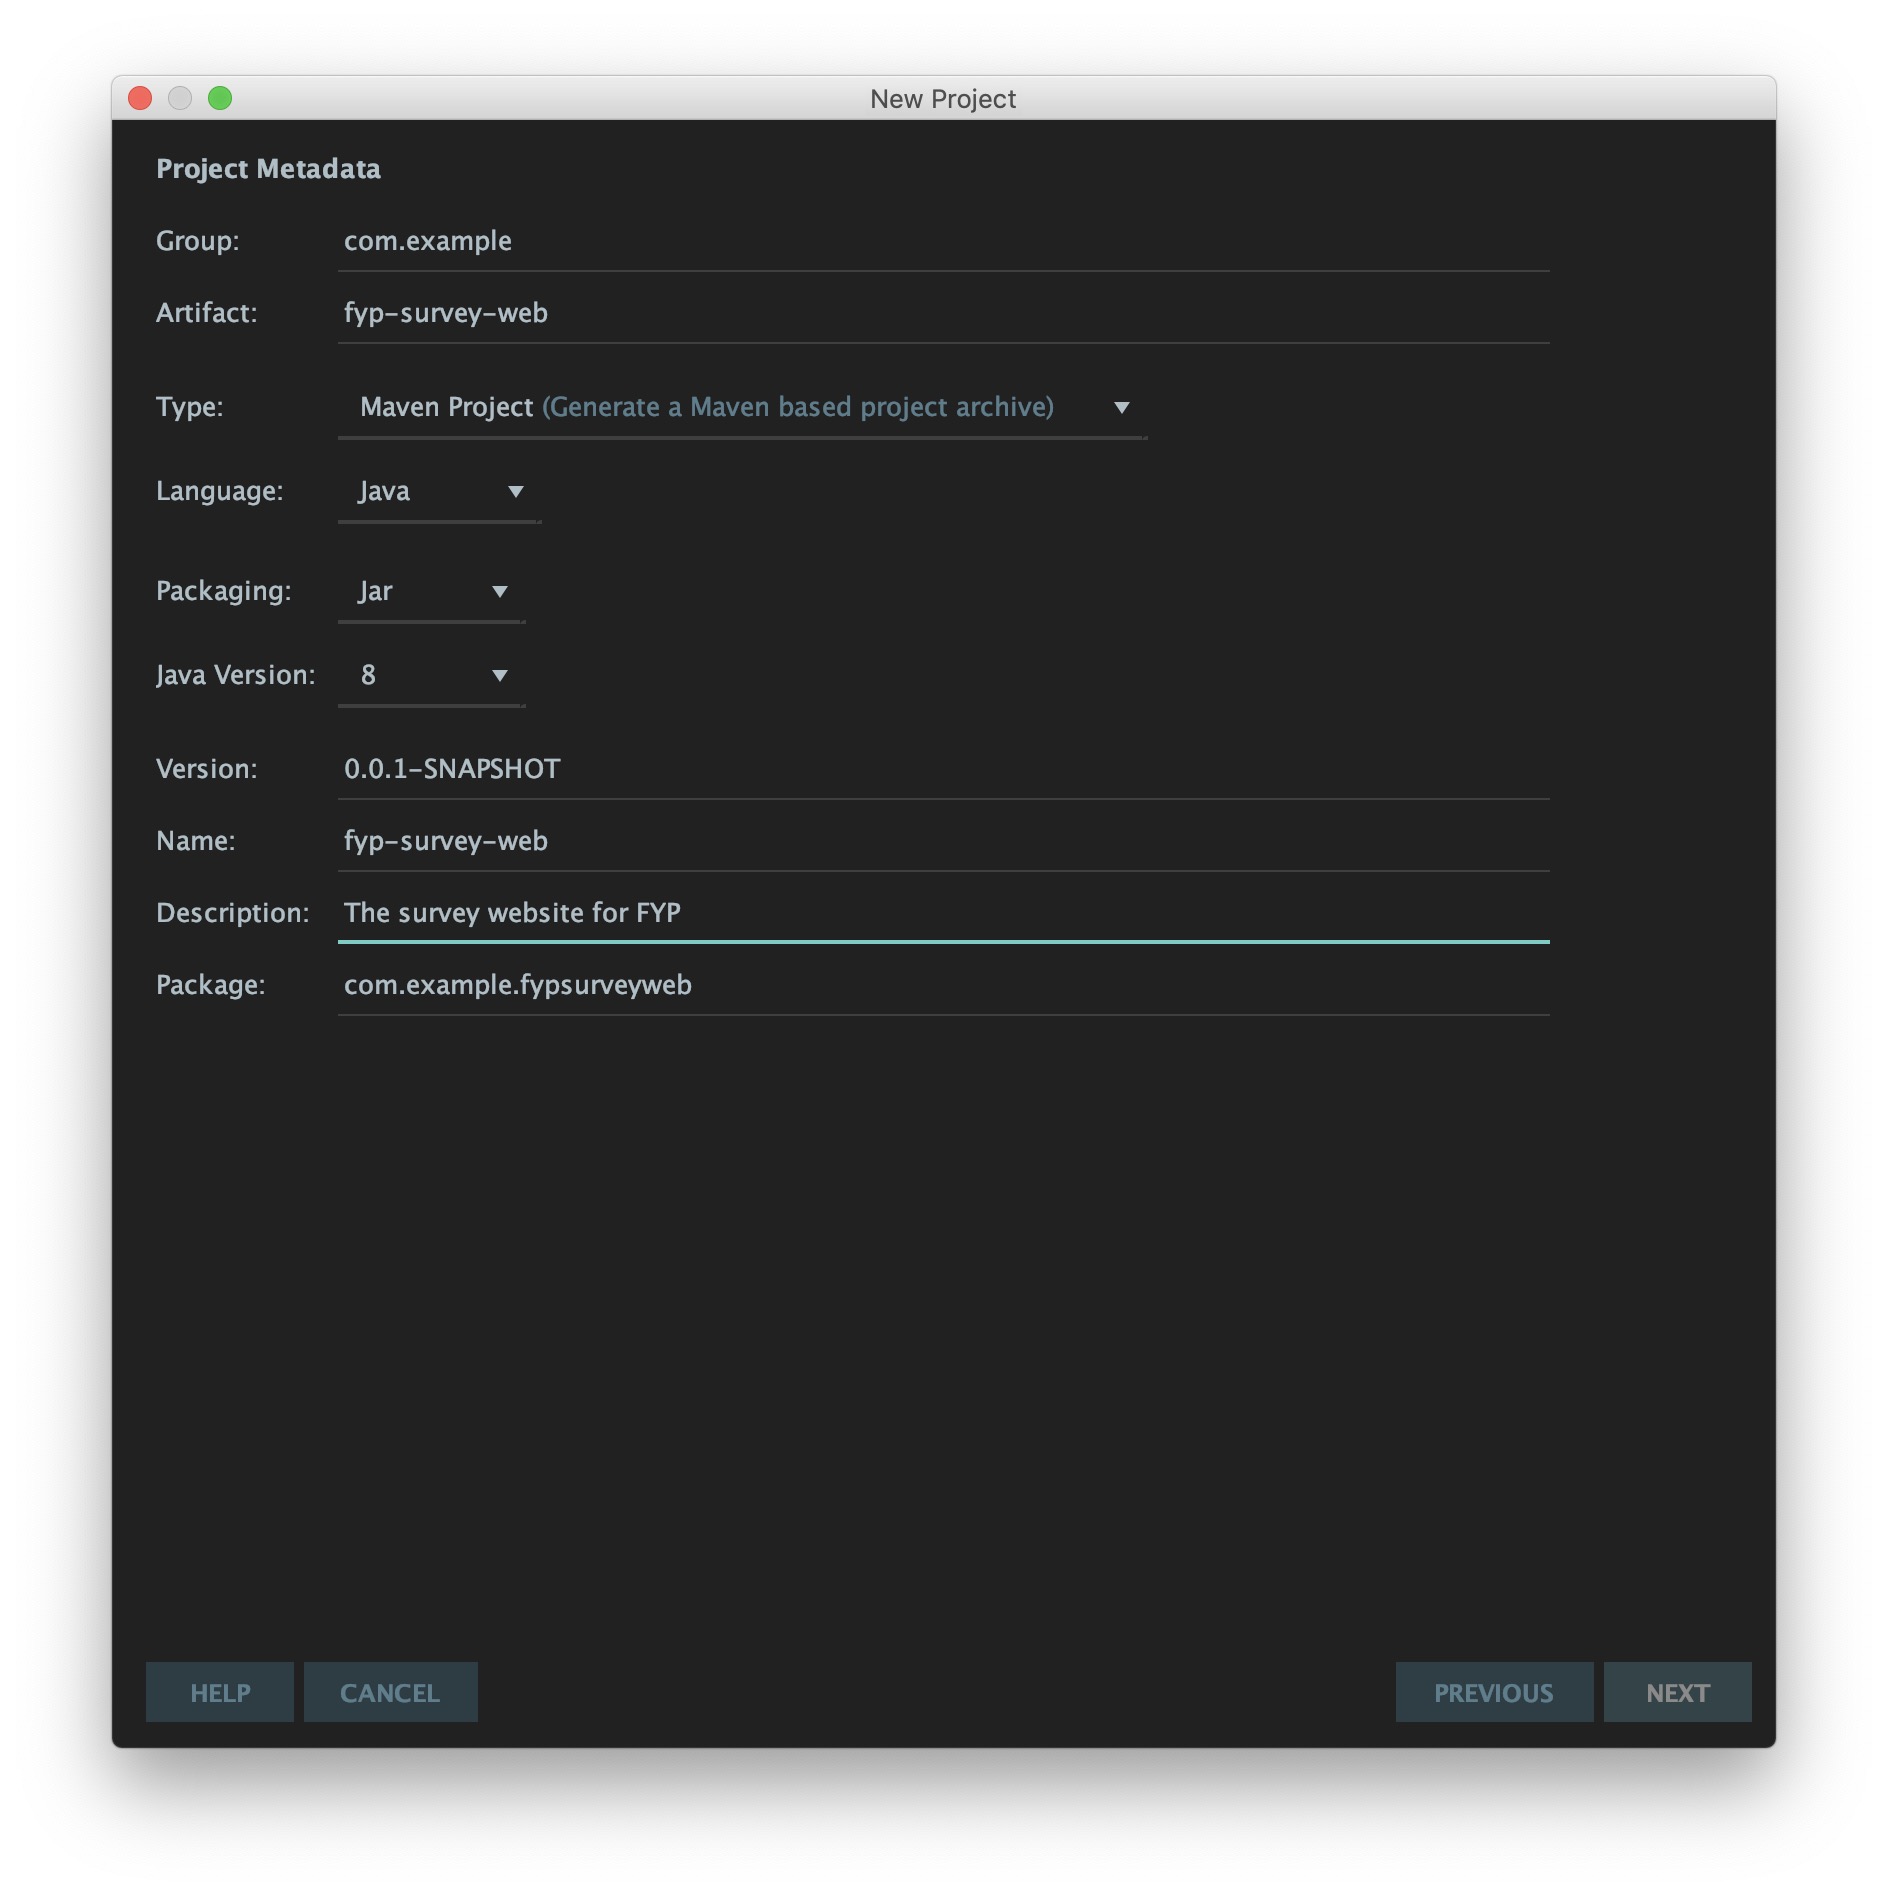 New Project
Project Metadata
Group: com.example
Artifact: fyp-survey-web
Type: Maven Project (Generate a Maven based project archive)
Language: Java
Packaging: Jar
Java Version: 8
Version: 0.0.1-SNAPSHOT
Name: fyp-survey-web
Description: The survey website for FYP
Package: com.example.fypsurveyweb
HELP CANCEL PREVIOUS NEXT